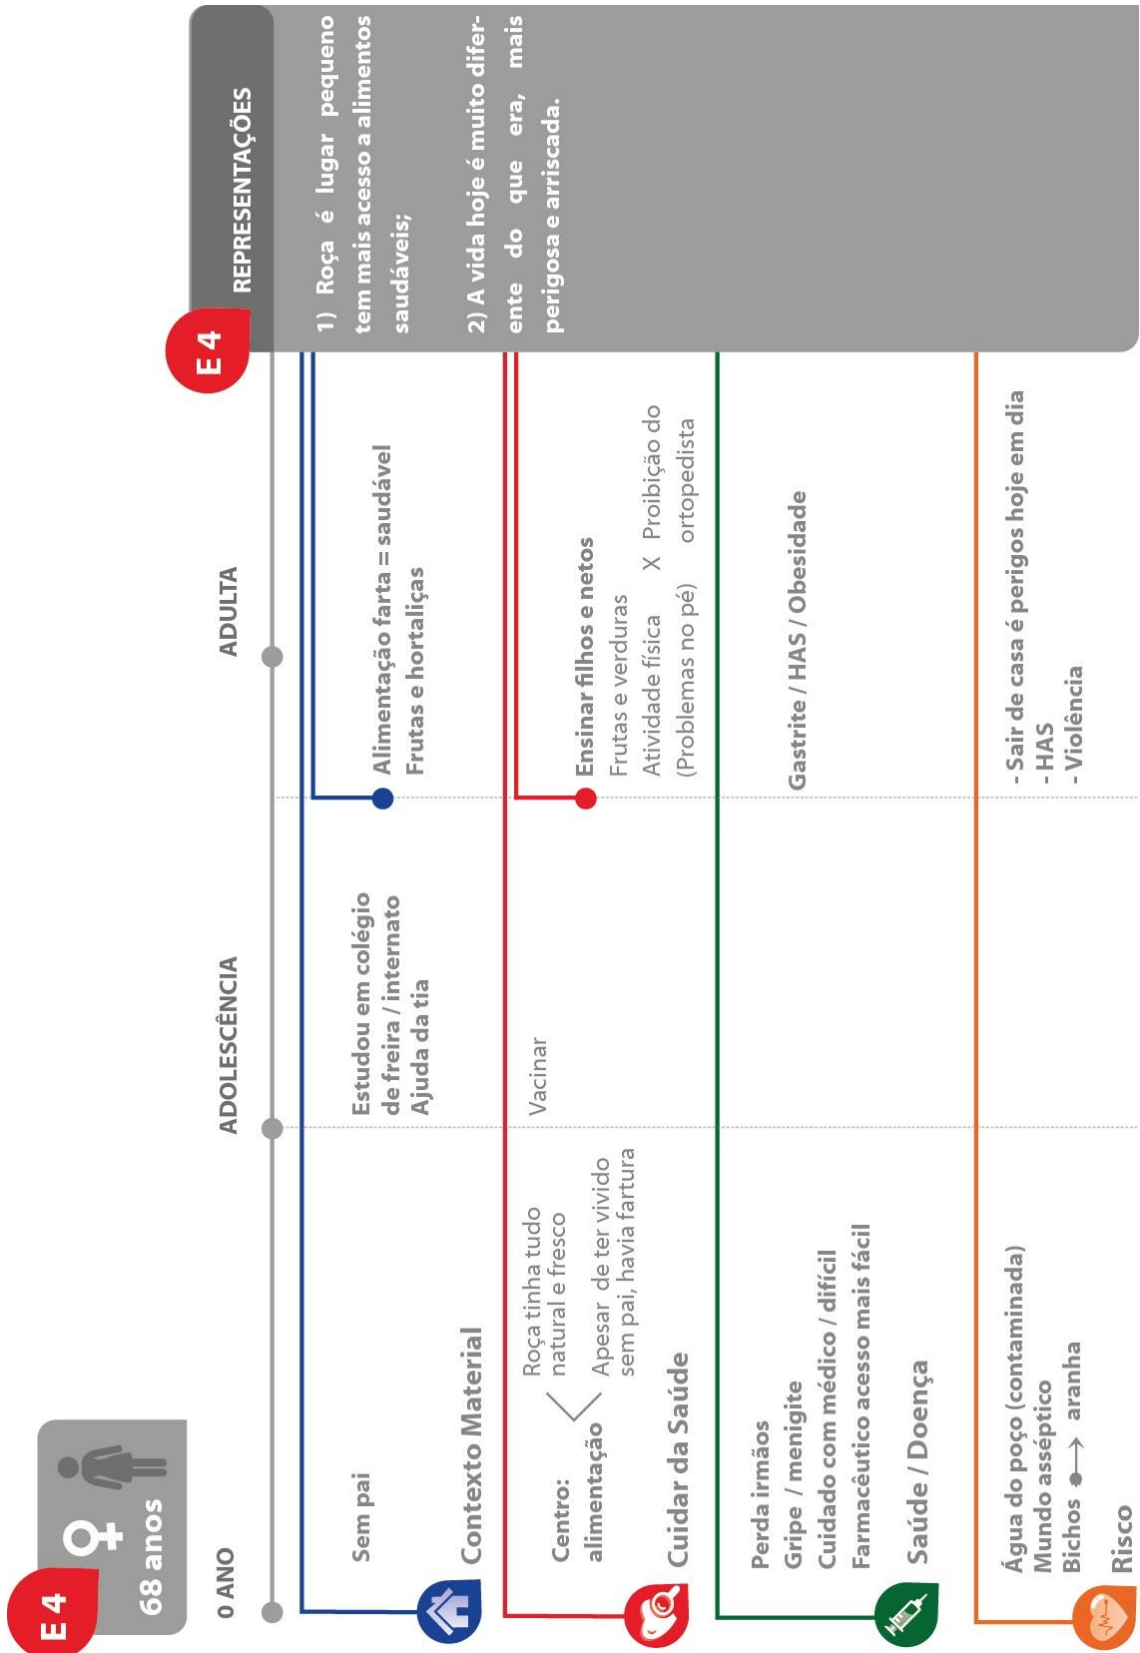 E 4
68 anos
0 ANO
ADOLESCÊNCIA
ADULTA
E 4
REPRESENTAÇÕES
1) Roça é lugar pequeno
tem mais acesso a alimentos
saudáveis;
2) A vida hoje é muito difer-
ente do que era, mais
perigosa e arriscada.
Sem pai
Contexto Material
Estudou em colégio
de freira / internato
Ajuda da tia
Alimentação farta = saudável
Frutas e hortaliças
Centro:
alimentação
Roça tinha tudo
natural e fresco
Apesar de ter vivido
sem pai, havia fartura
Cuidar da Saúde
Vacinar
Ensinar filhos e netos
Frutas e verduras
Atividade física X Proibição do
(Problemas no pé) ortopedista
Perda irmãos
Gripe / menigite
Cuidado com médico / difícil
Farmacêutico acesso mais fácil
Saúde / Doença
Gastrite / HAS / Obesidade
Água do poço (contaminada)
Mundo asséptico
Bichos → aranha
Risco
- Sair de casa é perigos hoje em dia
- HAS
- Violência